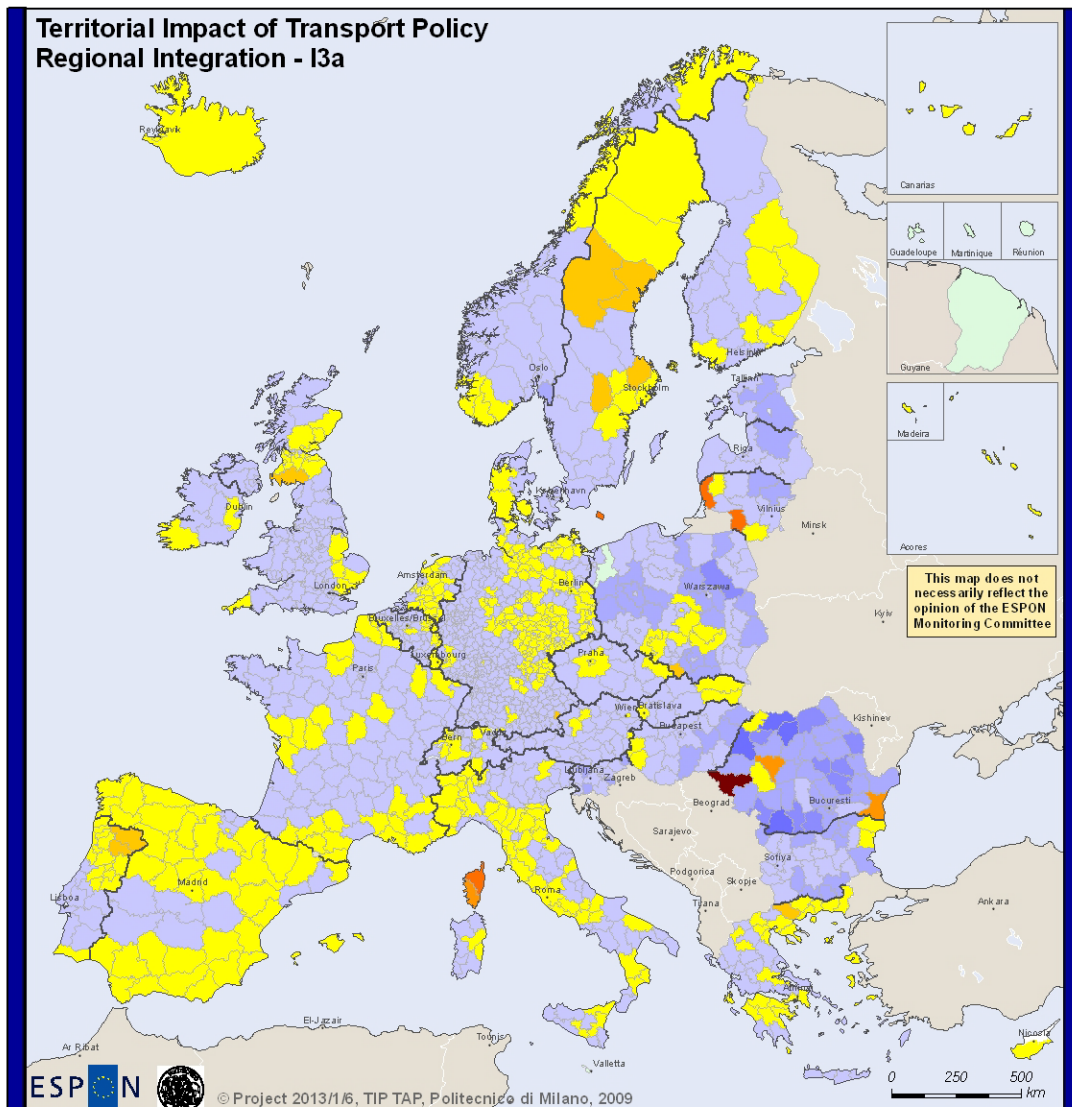 Territorial Impact of Transport Policy
Regional Integration - I3a
Reykjavik
Canarias
Guadeloupe
Martinique
Réunion
Guyane
Madeira
Acores
This map does not
necessarily reflect the
opinion of the ESPON
Monitoring Committee
Oslo
Helsinki
Stockholm
Tallinn
Riga
København
Vilnius
Minsk
Dublin
London
Amsterdam
Berlin
Warszawa
Kyiv
Bruxelles/Brussel
Luxembourg
Praha
Paris
Wien
Bratislava
Kishinev
Bern
Vaduz
Budapest
Ljubljana
Zagreb
Beograd
Bucuresti
Sarajevo
Sofiya
Podgorica
Skopje
Tirana
Ankara
Madrid
Lisboa
Roma
Athinai
El-Jazair
Tounis
Ar Ribat
Valletta
Nicosia
0 250 500
km
ESPON
© Project 2013/1/6, TIP TAP, Politecnico di Milano, 2009